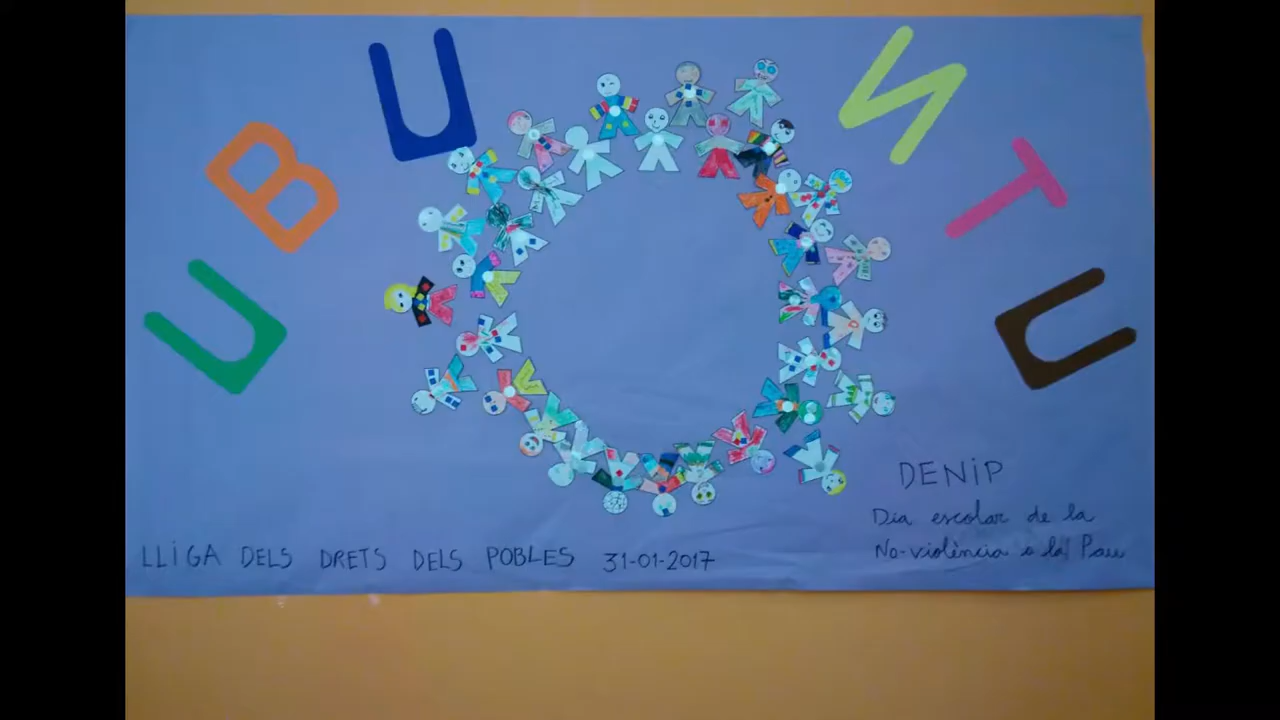 UBUNTU
DENIP
Dia escolar de la
No-violència i la Pau
LLIGA DELS DRETS DELS POBLES 31-01-2017